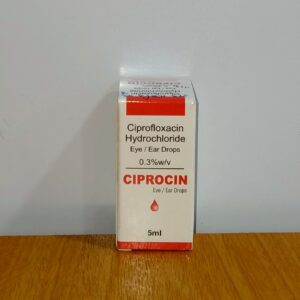 Ciprofloxacin
Hydrochloride
Eye / Ear Drops
0.3%w/v
CIPROCIN
Eye / Ear Drops
5ml